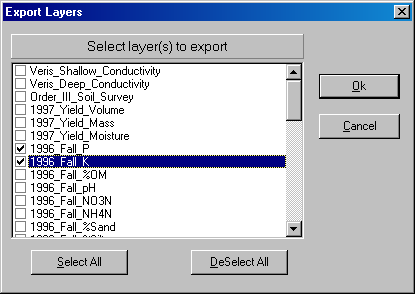 Export Layers
Select layer(s) to export
Veris_Shallow_Conductivity
Veris_Deep_Conductivity
Order_III_Soil_Survey
1997_Yield_Volume
1997_Yield_Mass
1997_Yield_Moisture
1996_Fall_P
1996_Fall_K
1996_Fall_%OM
1996_Fall_pH
1996_Fall_NO3N
1996_Fall_NH4N
1996_Fall_%Sand
Ok
Cancel
Select All
DeSelect All